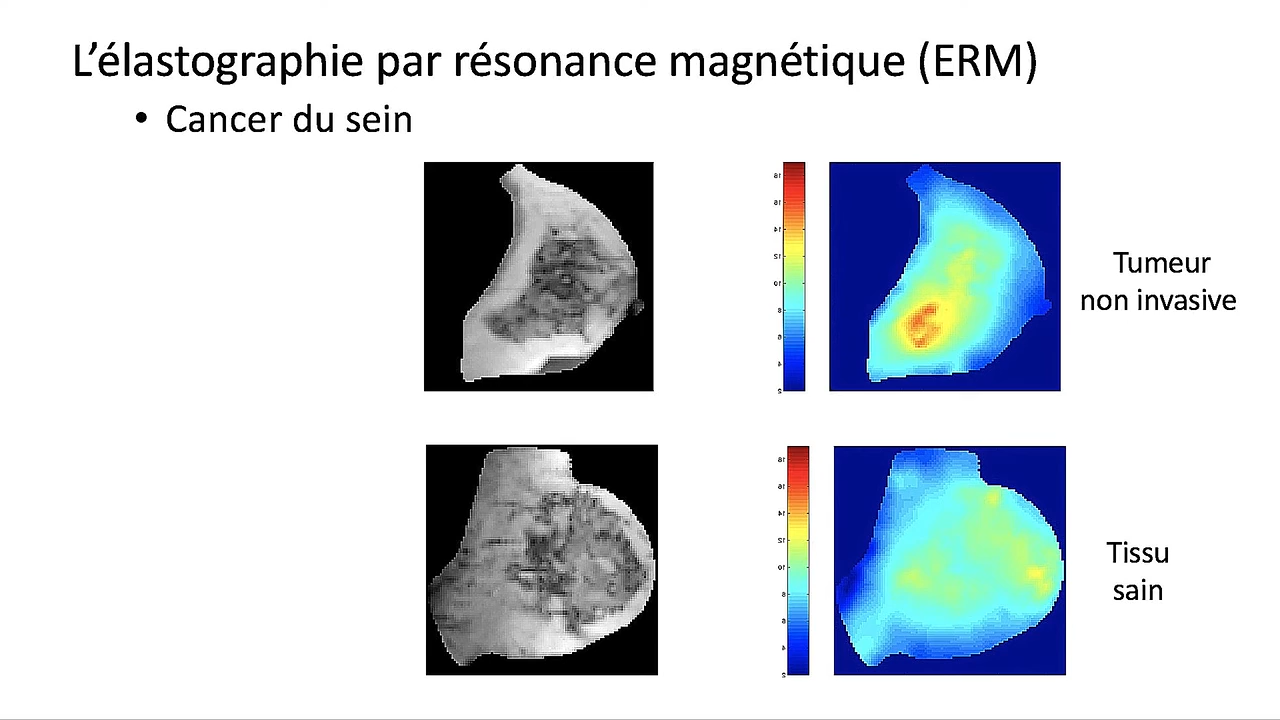 L’élastographie par résonance magnétique (ERM)
• Cancer du sein
Tumeur
non invasive
Tissu
sain